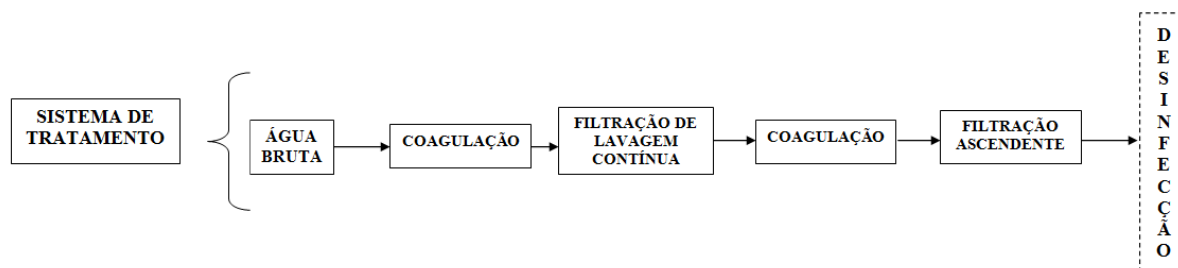 SISTEMA DE
TRATAMENTO
ÁGUA
BRUTA
COAGULAÇÃO
FILTRAÇÃO DE
LAVAGEM
CONTÍNUA
COAGULAÇÃO
FILTRAÇÃO
ASCENDENTE
D
E
S
I
N
F
E
C
Ç
Ã
O